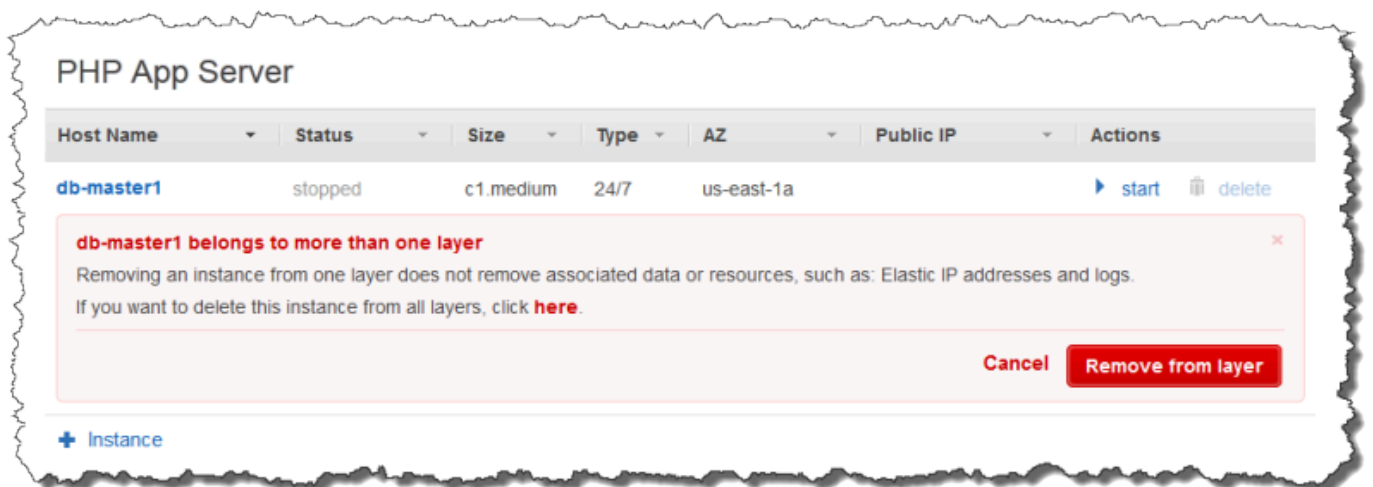 PHP App Server
Host Name Status Size Type AZ Public IP Actions
db-master1 stopped c1.medium 24/7 us-east-1a start delete
db-master1 belongs to more than one layer
Removing an instance from one layer does not remove associated data or resources, such as: Elastic IP addresses and logs.
If you want to delete this instance from all layers, click here.
Cancel Remove from layer
Instance